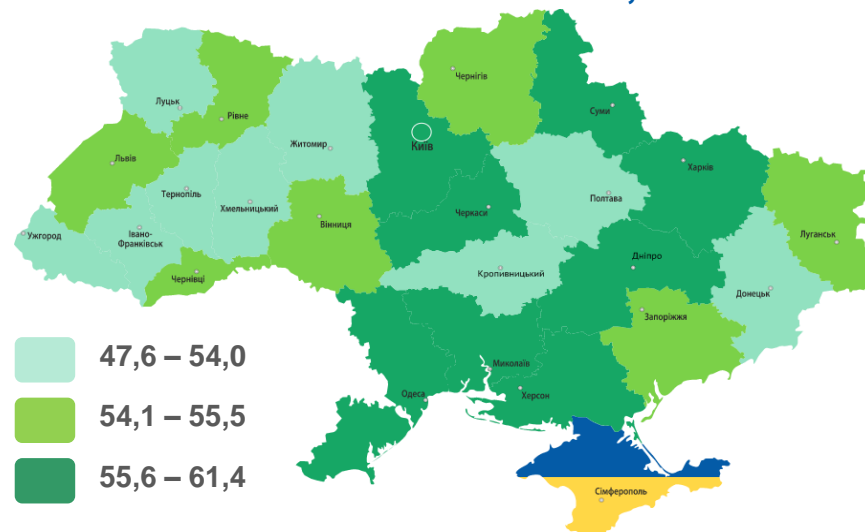 Чернігів
Луцьк
Рівне
Суми
Київ
Житомир
Львів
Харків
Тернопіль
Хмельницький
Полтава
Черкаси
Вінниця
Ужгород
Івано-
Франківськ
Луганськ
Дніпро
Чернівці
Кропивницький
Донецьк
Запоріжжя
47,6 – 54,0
Миколаїв
Одеса
Херсон
54,1 – 55,5
55,6 – 61,4
Сімферополь